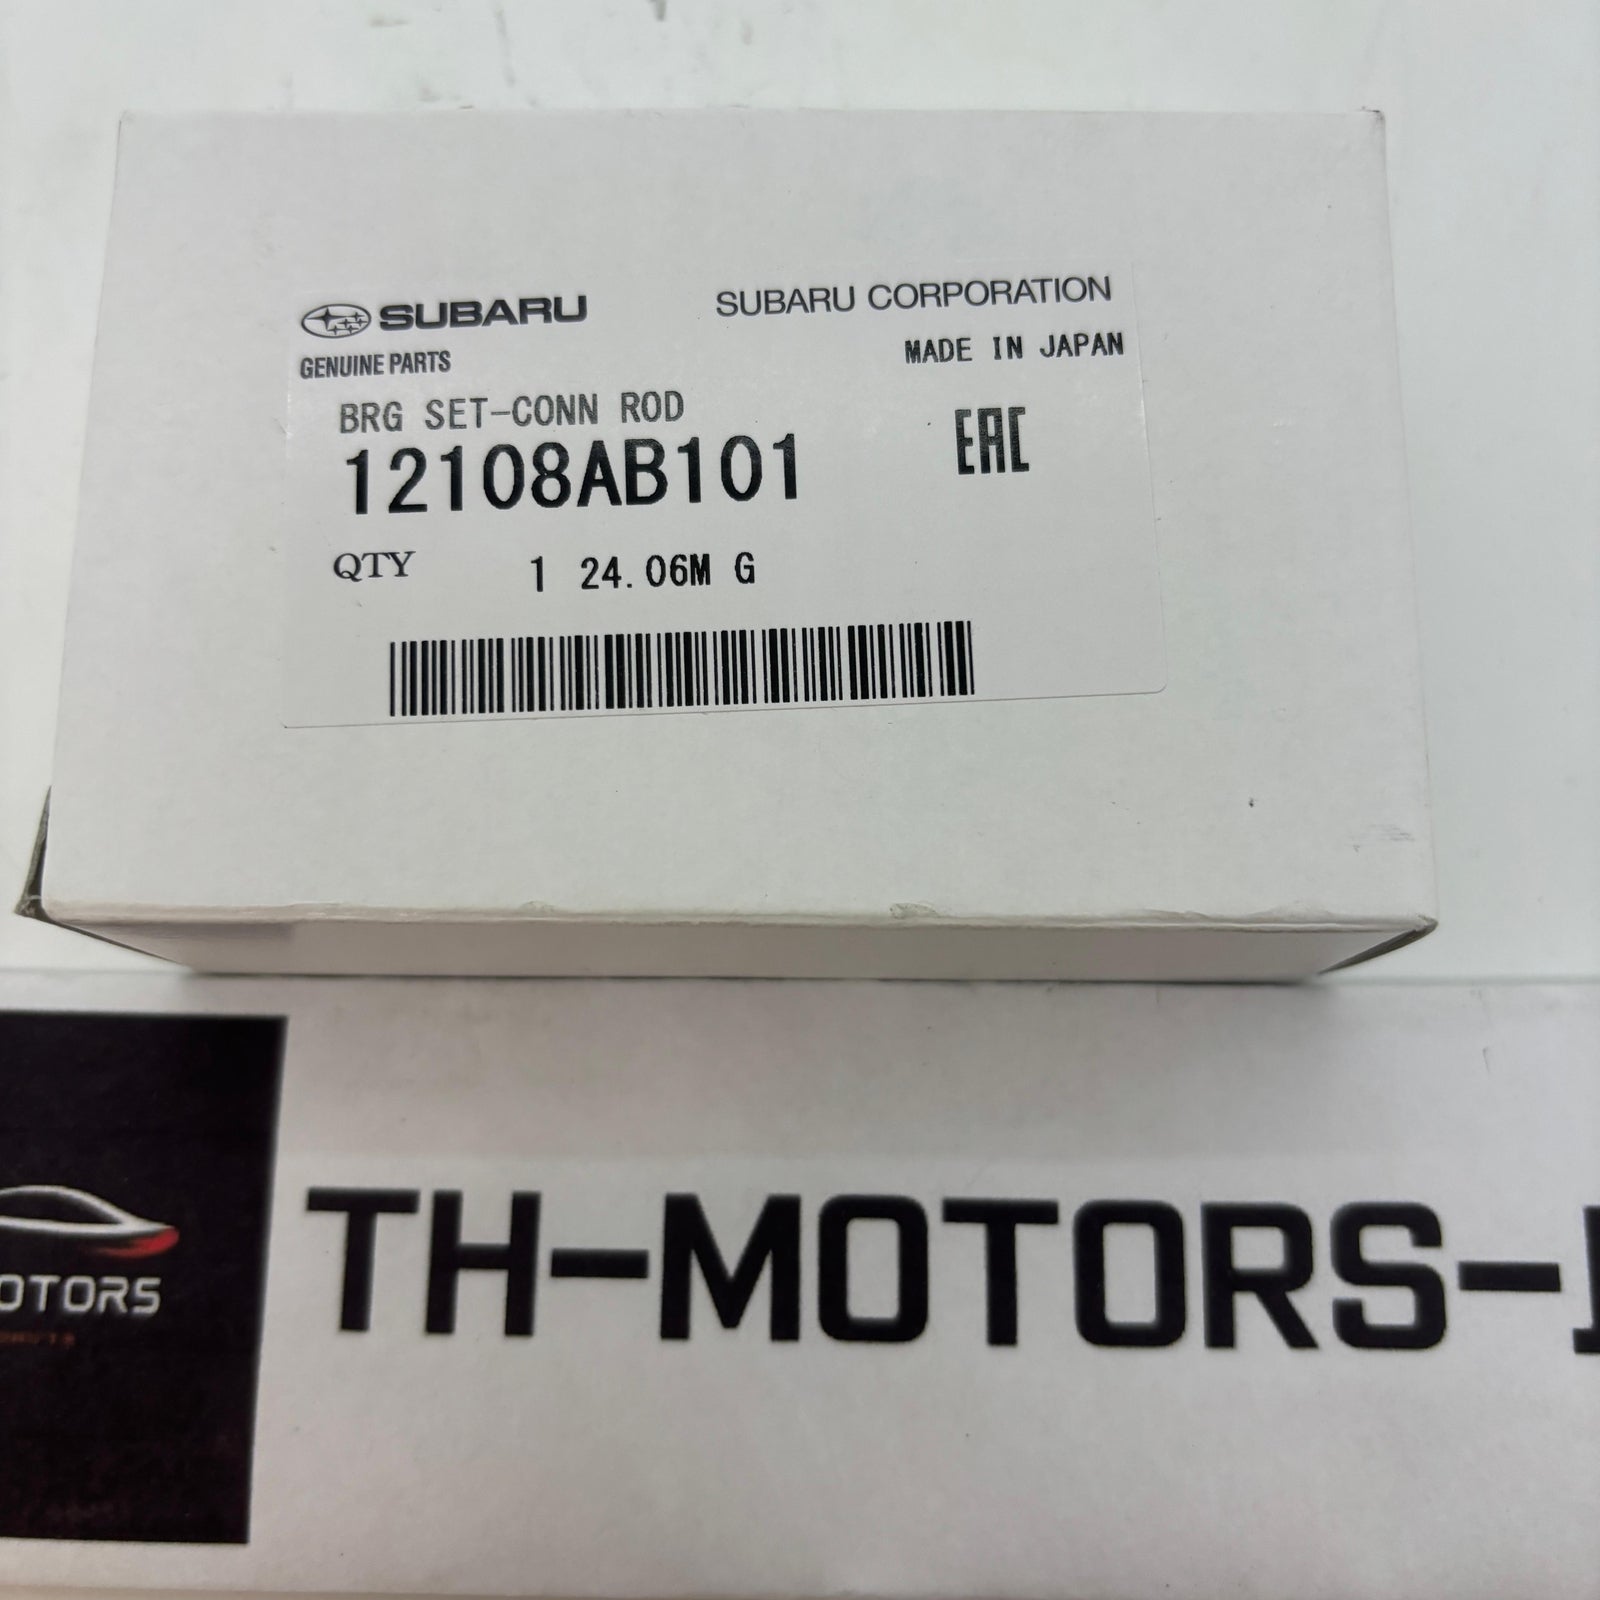 SUBARU
SUBARU CORPORATION
GENUINE PARTS
MADE IN JAPAN
BRG SET-CONN ROD
12108AB101
EAC
QTY 1 24.06M G
OTORS
TH-MOTORS-